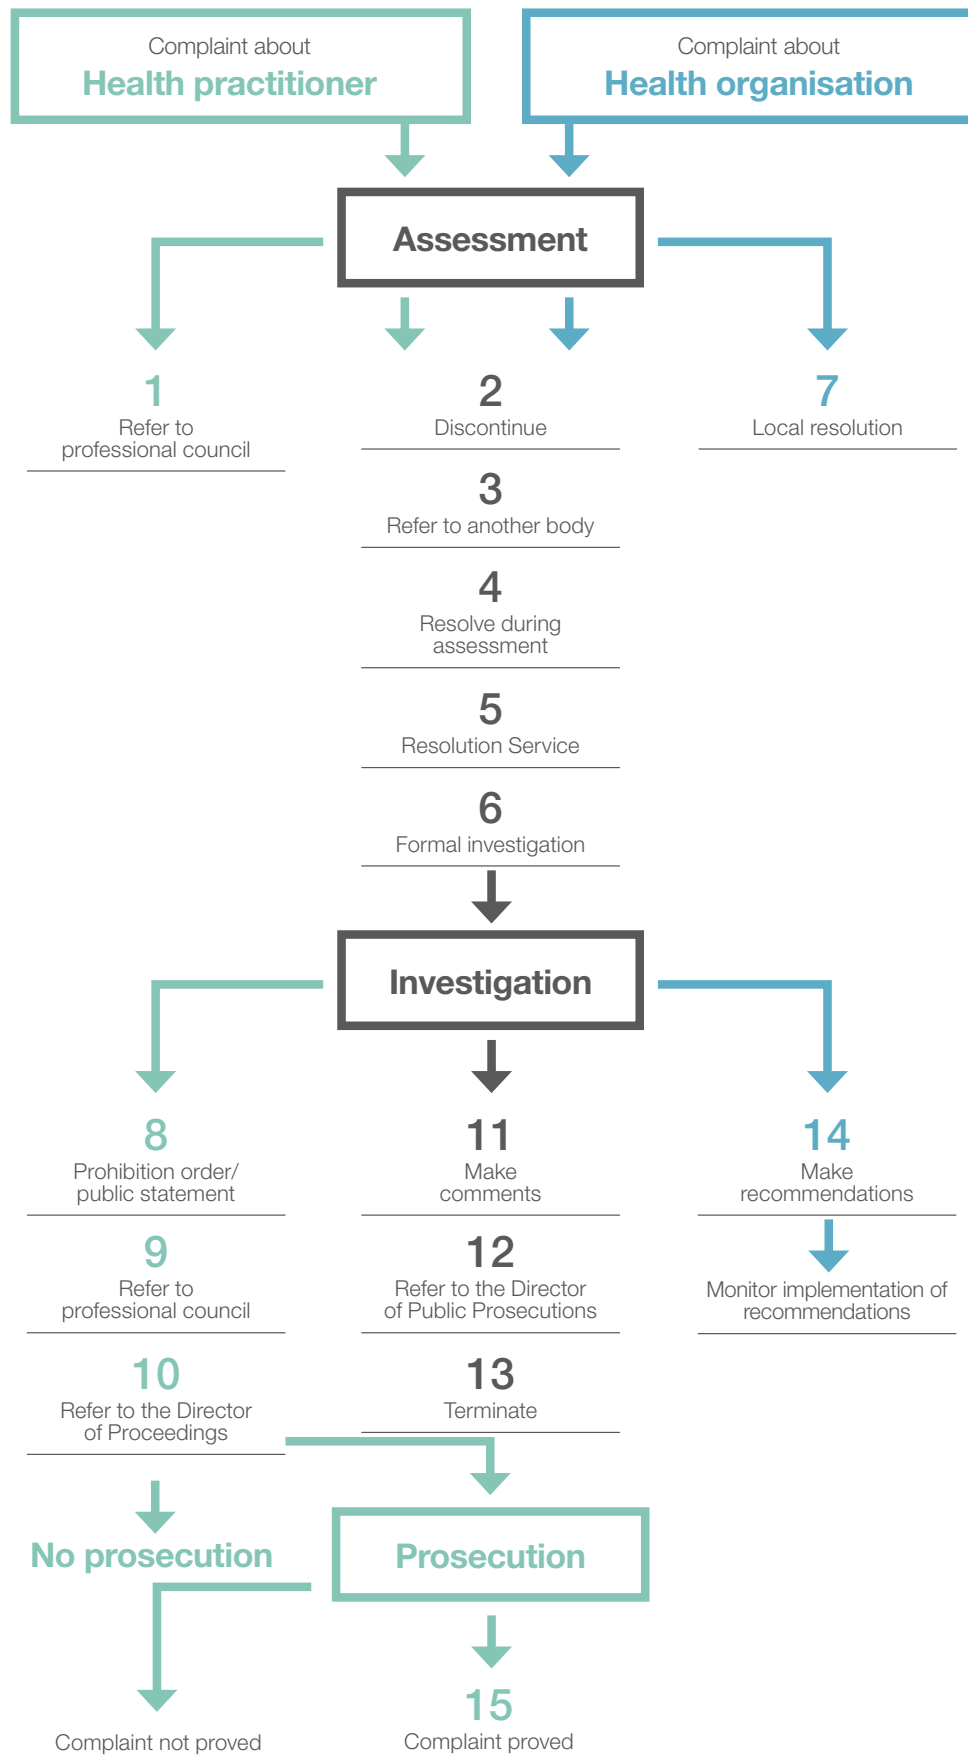 Complaint about
Health practitioner
Complaint about
Health organisation
Assessment
1
Refer to
professional council
2
Discontinue
7
Local resolution
3
Refer to another body
4
Resolve during
assessment
5
Resolution Service
6
Formal investigation
Investigation
8
Prohibition order/
public statement
11
Make
comments
14
Make
recommendations
9
Refer to
professional council
12
Refer to the Director
of Public Prosecutions
Monitor implementation of
recommendations
10
Refer to the Director
of Proceedings
13
Terminate
No prosecution
Prosecution
Complaint not proved
15
Complaint proved